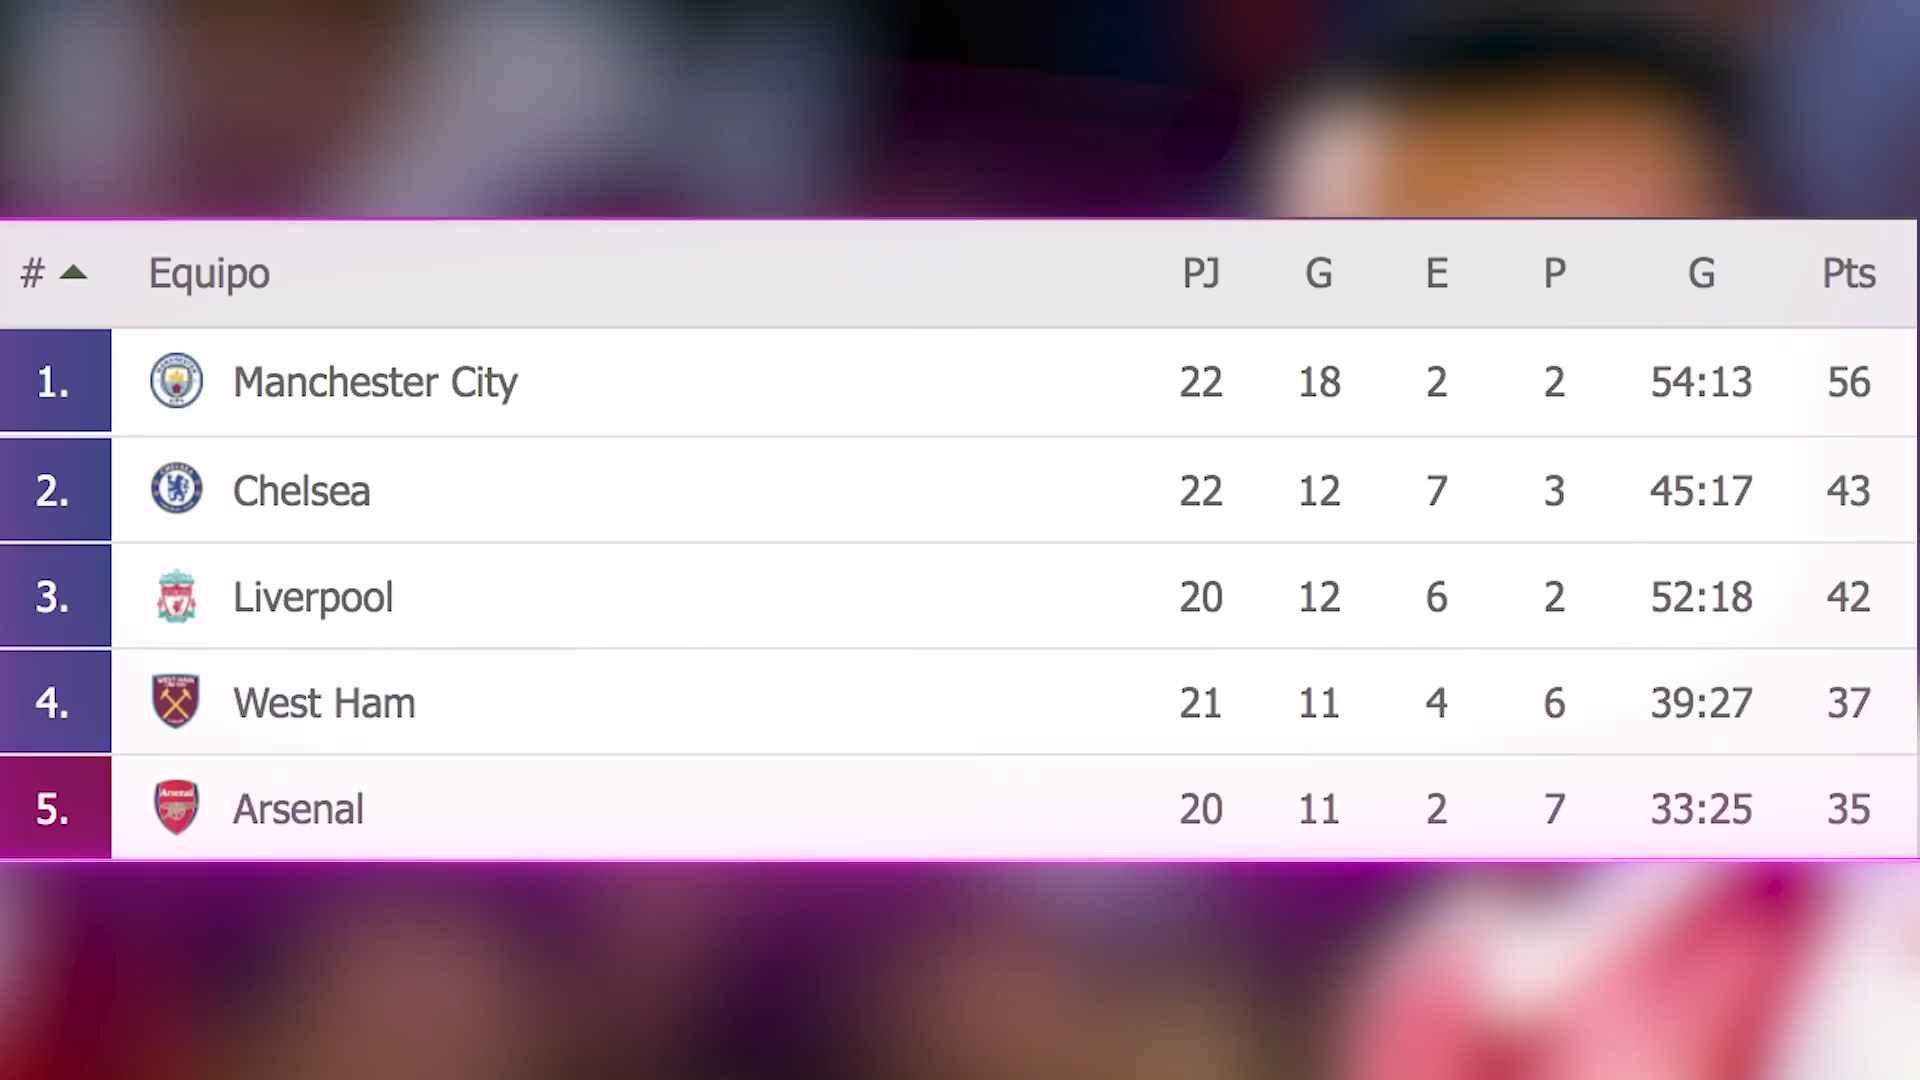 # Equipo PJ G E P G Pts
1. Manchester City 22 18 2 2 54:13 56
2. Chelsea 22 12 7 3 45:17 43
3. Liverpool 20 12 6 2 52:18 42
4. West Ham 21 11 4 6 39:27 37
5. Arsenal 20 11 2 7 33:25 35